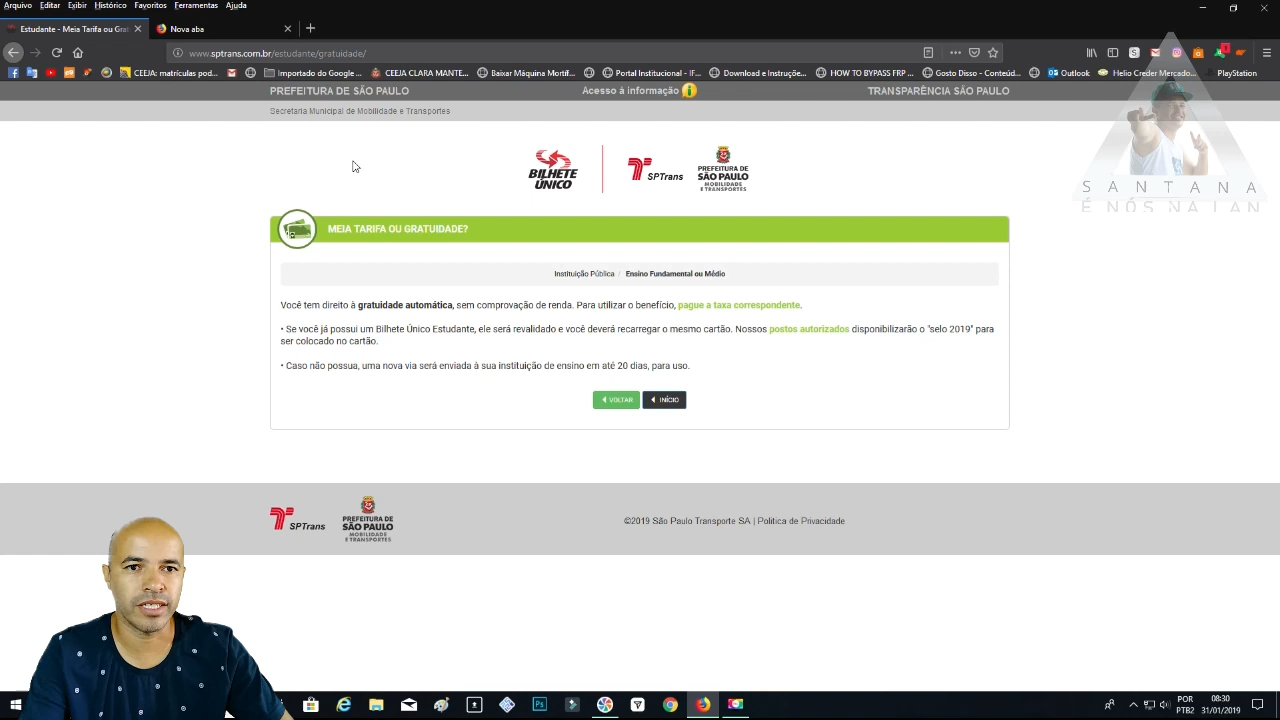 Arquivo Editar Exibir Histórico Favoritos Ferramentas Ajuda
Estudante - Meia Tarifa ou Grat
Nova aba
www.sptrans.com.br/estudante/gratuidade/
CEEJA: matrículas pod... Importado do Google ... CEEJA CLARA MANTE... Baixar Máquina Mortíf... Portal Institucional - IF... Download e Instruçõe... HOW TO BYPASS FRP ... Gosto Disso - Conteúd... Outlook Helio Creder Mercado... PlayStation
PREFEITURA DE SÃO PAULO Acesso à informação TRANSPARÊNCIA SÃO PAULO
Secretaria Municipal de Mobilidade e Transportes
BILHETE ÚNICO
SPTrans
PREFEITURA DE
SÃO PAULO
MOBILIDADE
E TRANSPORTES
SANTANA
É NÓS NA LAN
MEIA TARIFA OU GRATUIDADE?
Instituição Pública / Ensino Fundamental ou Médio
Você tem direito à gratuidade automática, sem comprovação de renda. Para utilizar o benefício, pague a taxa correspondente.
• Se você já possui um Bilhete Único Estudante, ele será revalidado e você deverá recarregar o mesmo cartão. Nossos postos autorizados disponibilizarão o "selo 2019" para
ser colocado no cartão.
• Caso não possua, uma nova via será enviada à sua instituição de ensino em até 20 dias, para uso.
VOLTAR INÍCIO
SPTrans
PREFEITURA DE
SÃO PAULO
MOBILIDADE
E TRANSPORTES
©2019 São Paulo Transporte SA | Política de Privacidade
POR 08:30
PTB2 31/01/2019